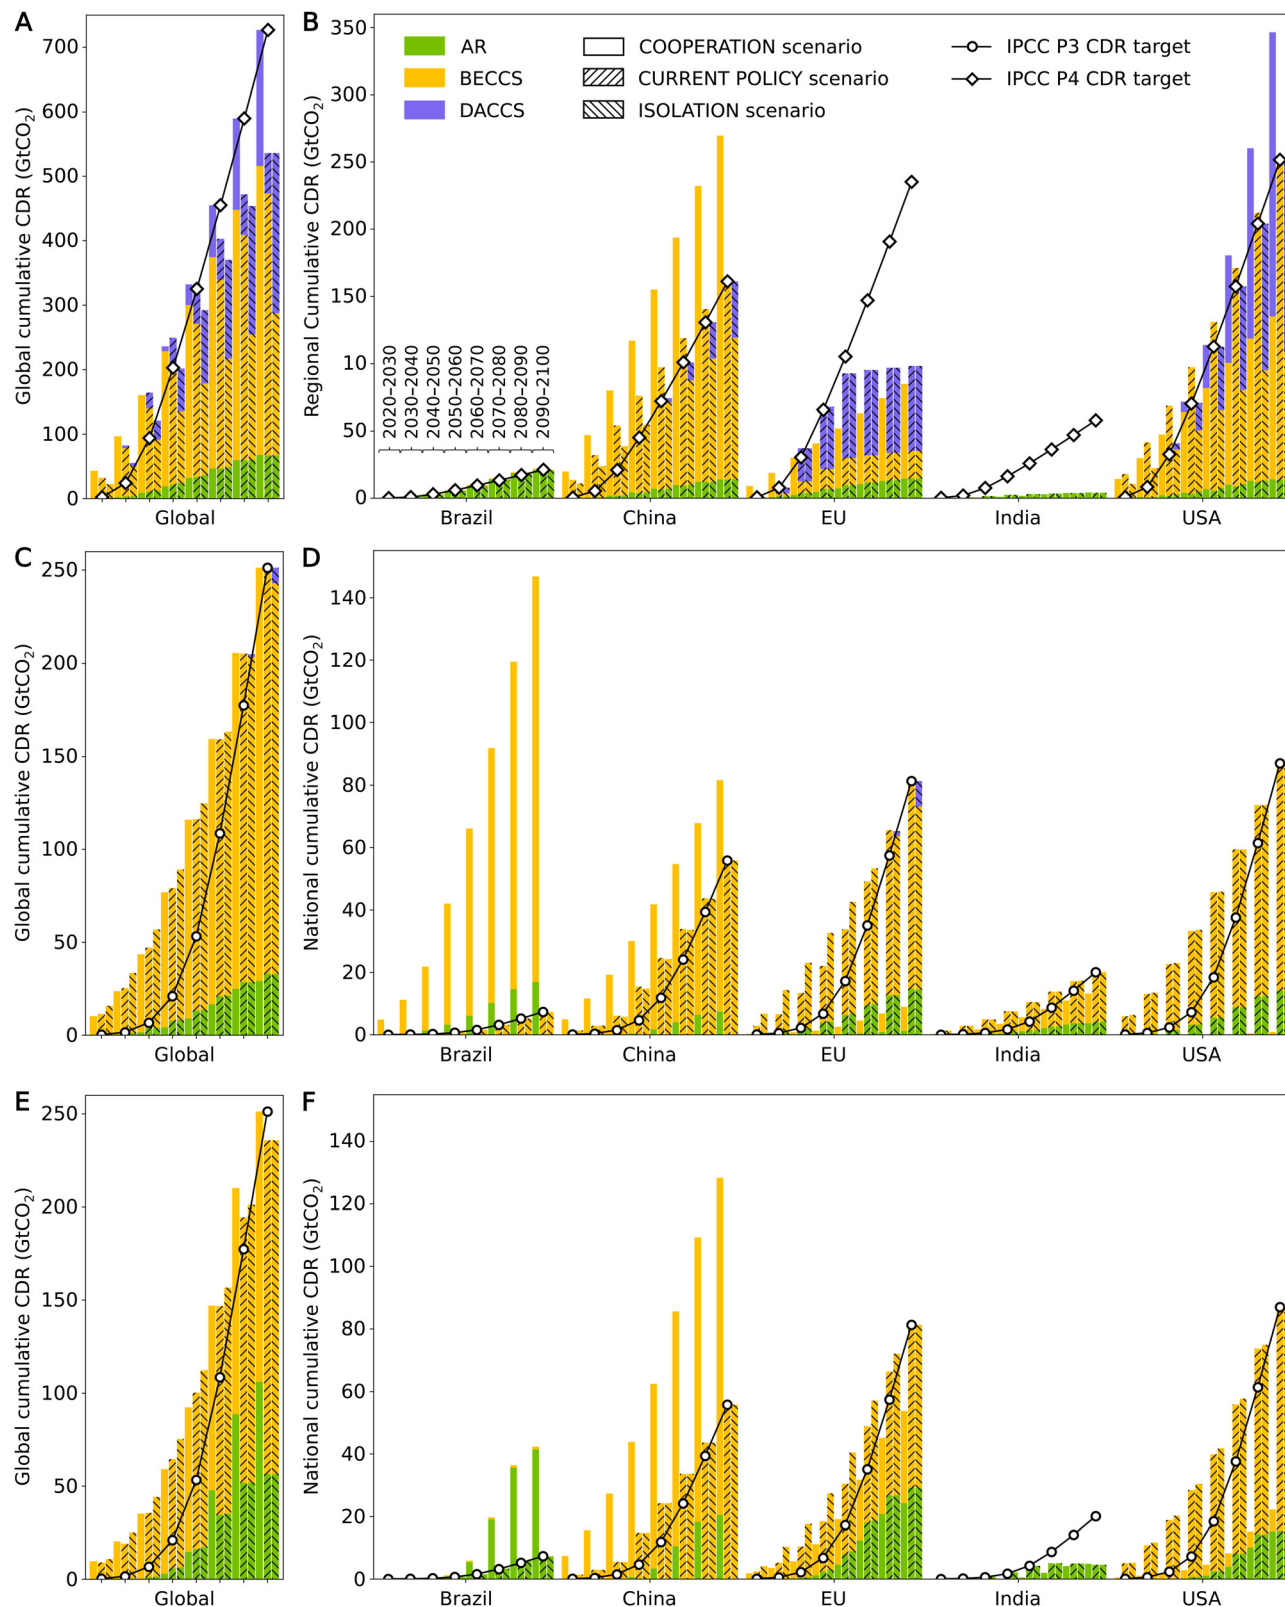 A
Global cumulative CDR (GtCO2)
700
600
500
400
300
200
100
0
Global
B
Regional Cumulative CDR (GtCO2)
350
300
250
200
150
10
50
0
AR
BECCS
DACCS
COOPERATION scenario
CURRENT POLICY scenario
ISOLATION scenario
IPCC P3 CDR target
IPCC P4 CDR target
2020–2030
2030–2040
2040–2050
2050–2060
2060–2070
2070–2080
2080–2090
2090–2100
Brazil China EU India USA
C
Global cumulative CDR (GtCO2)
250
200
150
100
50
0
Global
D
National cumulative CDR (GtCO2)
140
120
100
80
60
40
20
0
Brazil China EU India USA
E
Global cumulative CDR (GtCO2)
250
200
150
100
50
0
Global
F
National cumulative CDR (GtCO2)
140
120
100
80
60
40
20
0
Brazil China EU India USA